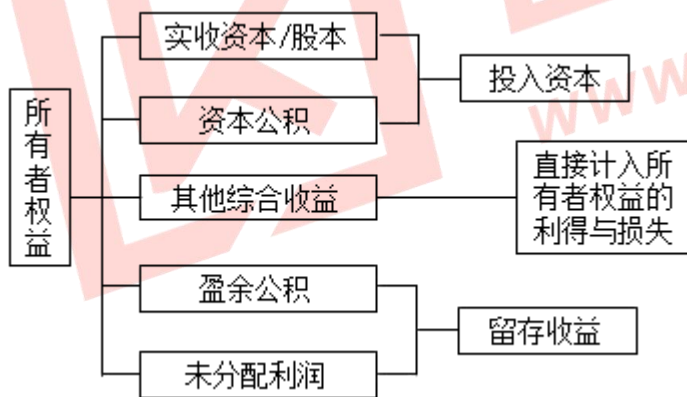 所有者权益
实收资本/股本
资本公积
其他综合收益
盈余公积
未分配利润
投入资本
直接计入所
有者权益的
利得与损失
留存收益
www